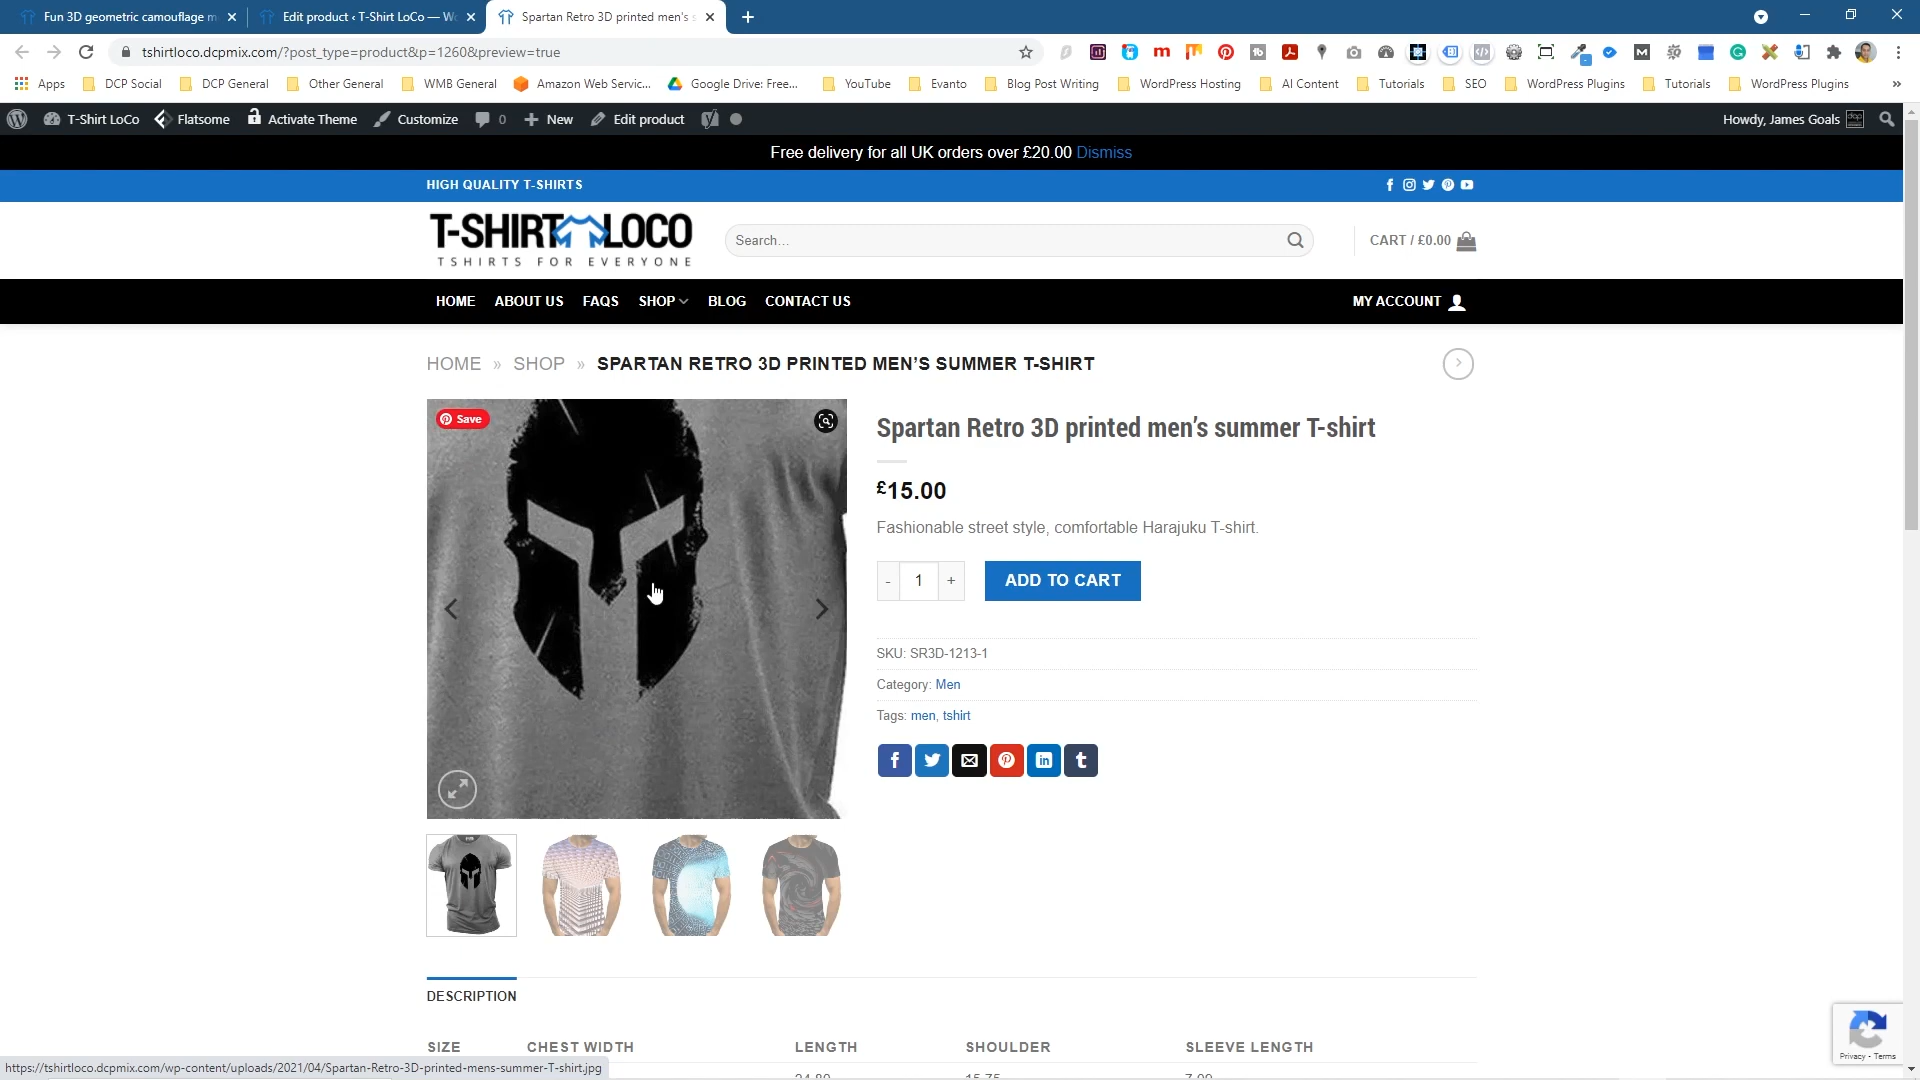 Fun 3D geometric camouflage m
Edit product ‹ T-Shirt LoCo — Wo
Spartan Retro 3D printed men's s
tshirtloco.dcpmix.com/?post_type=product&p=1260&preview=true
Apps
DCP Social
DCP General
Other General
WMB General
Amazon Web Servic...
Google Drive: Free...
YouTube
Evanto
Blog Post Writing
WordPress Hosting
AI Content
Tutorials
SEO
WordPress Plugins
Tutorials
WordPress Plugins
T-Shirt LoCo
Flatsome
Activate Theme
Customize
0
New
Edit product
Howdy, James Goals
Free delivery for all UK orders over £20.00 Dismiss
HIGH QUALITY T-SHIRTS
T-SHIRT LOCO
TSHIRTS FOR EVERYONE
Search…
CART / £0.00
HOME
ABOUT US
FAQS
SHOP
BLOG
CONTACT US
MY ACCOUNT
HOME » SHOP » SPARTAN RETRO 3D PRINTED MEN’S SUMMER T-SHIRT
Save
Spartan Retro 3D printed men’s summer T-shirt
£15.00
Fashionable street style, comfortable Harajuku T-shirt.
- 1 +
ADD TO CART
SKU: SR3D-1213-1
Category: Men
Tags: men, tshirt
DESCRIPTION
SIZE
CHEST WIDTH
LENGTH
SHOULDER
SLEEVE LENGTH
Privacy - Terms
https://tshirtloco.dcpmix.com/wp-content/uploads/2021/04/Spartan-Retro-3D-printed-mens-summer-T-shirt.jpg